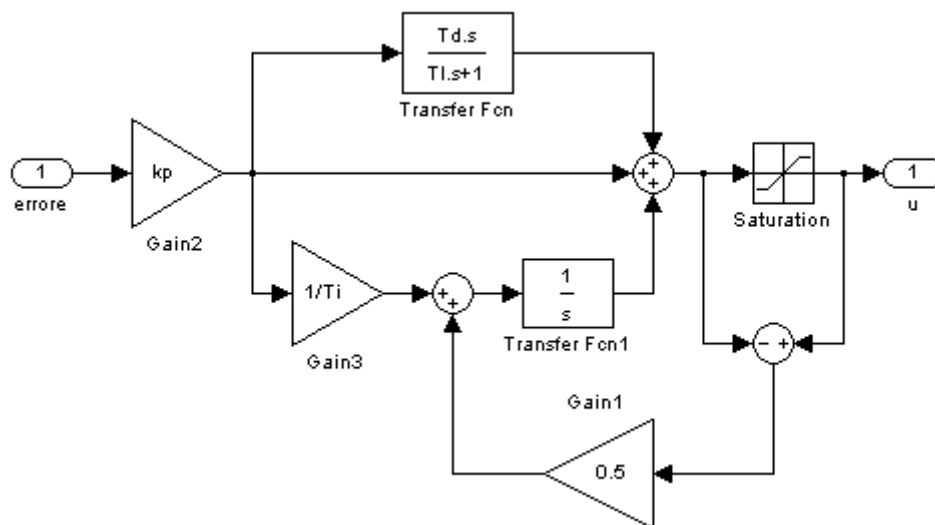 Td.s
Tl.s+1
Transfer Fcn
1
errore
kp
Gain2
+
+
+
Saturation
1
u
1/Ti
Gain3
+
+
1
s
Transfer Fcn1
- +
Gain1
0.5